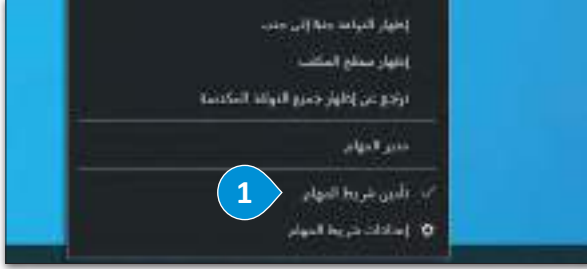 إظهار النوافذ جنبًا إلى جنب
إظهار سطح المكتب
تراجع عن إظهار جميع النوافذ المكدسة
مدير المهام
تأمين شريط المهام
1
إعدادات شريط المهام